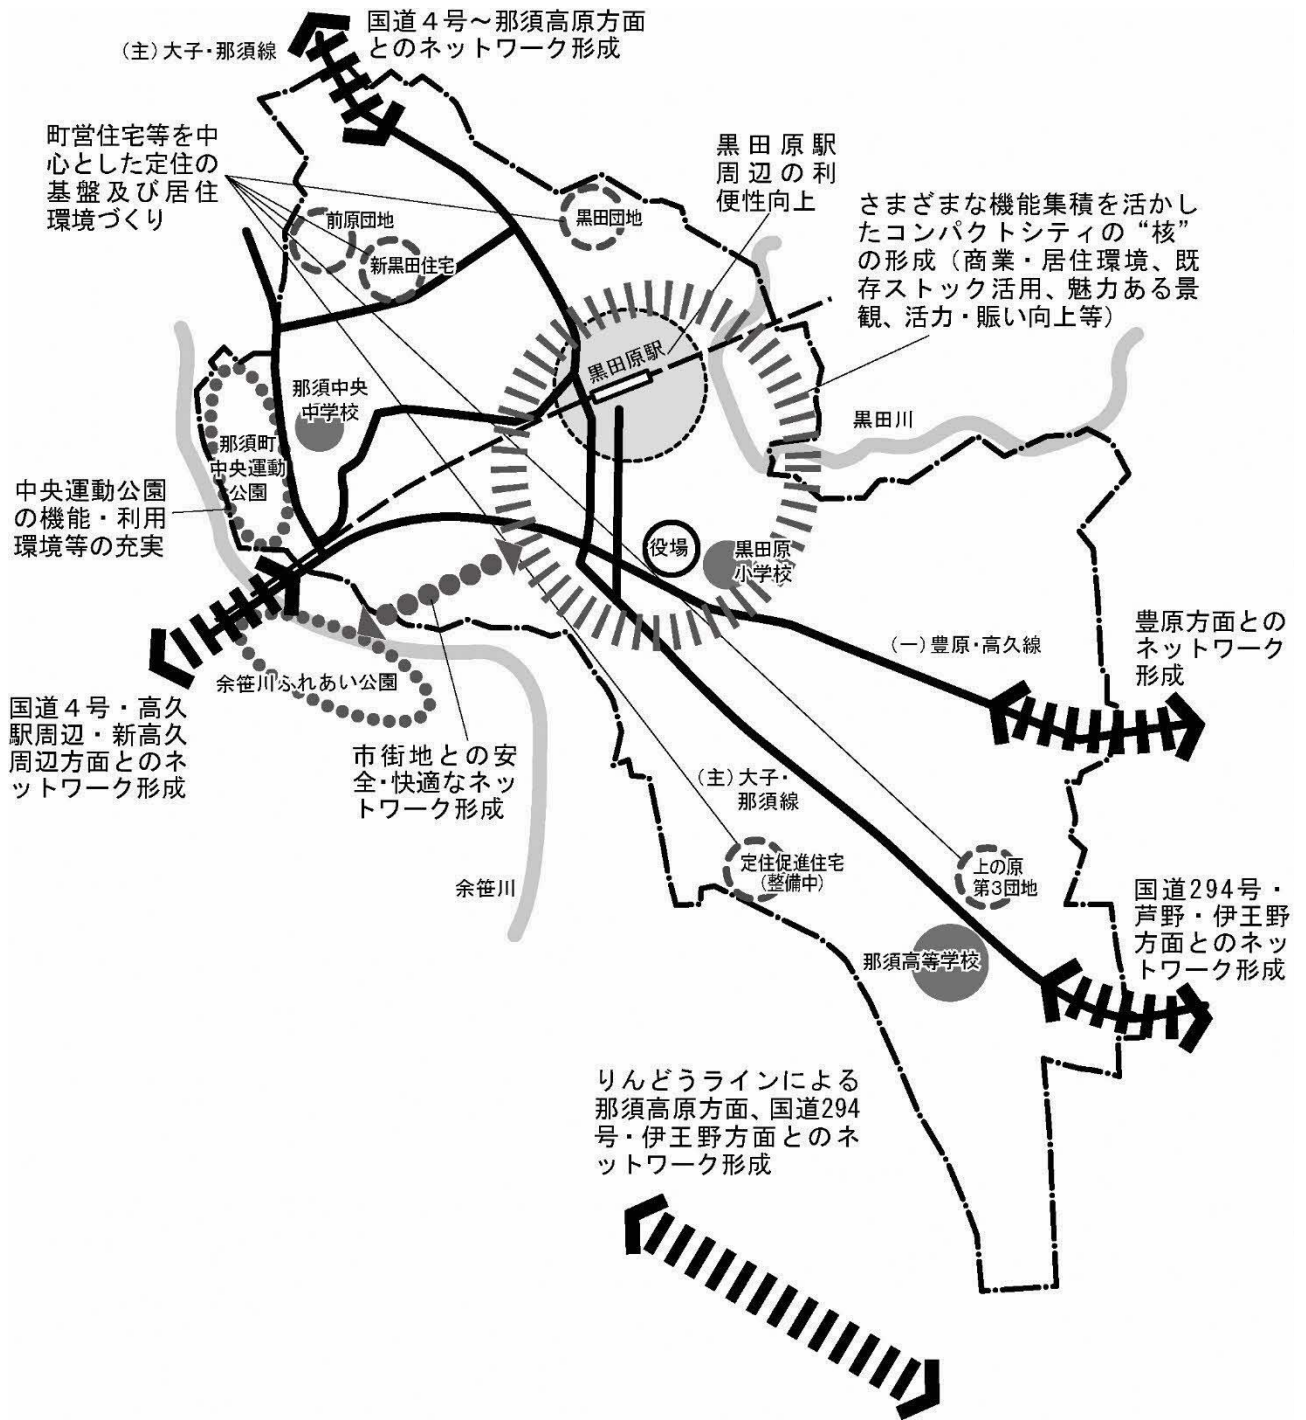 国道４号～那須高原方面
とのネットワーク形成
（主）大子・那須線
町営住宅等を中
心とした定住の
基盤及び居住
環境づくり
黒田原駅
周辺の利
便性向上
さまざまな機能集積を活かし
たコンパクトシティの“核”
の形成（商業・居住環境、既
存ストック活用、魅力ある景
観、活力・賑い向上等）
前原団地
新黒田住宅
黒田団地
黒田原駅
那須中央
中学校
黒田川
那須町
中央運動
公園
中央運動公園
の機能・利用
環境等の充実
役場
黒田原
小学校
（一）豊原・高久線
豊原方面との
ネットワーク
形成
余笹川ふれあい公園
国道４号・高久
駅周辺・新高久
周辺方面とのネ
ットワーク形成
市街地との安
全・快適なネッ
トワーク形成
（主）大子・
那須線
余笹川
定住促進住宅
（整備中）
上の原
第3団地
国道294号・
芦野・伊王野
方面とのネッ
トワーク形成
那須高等学校
りんどうラインによる
那須高原方面、国道294
号・伊王野方面とのネ
ットワーク形成